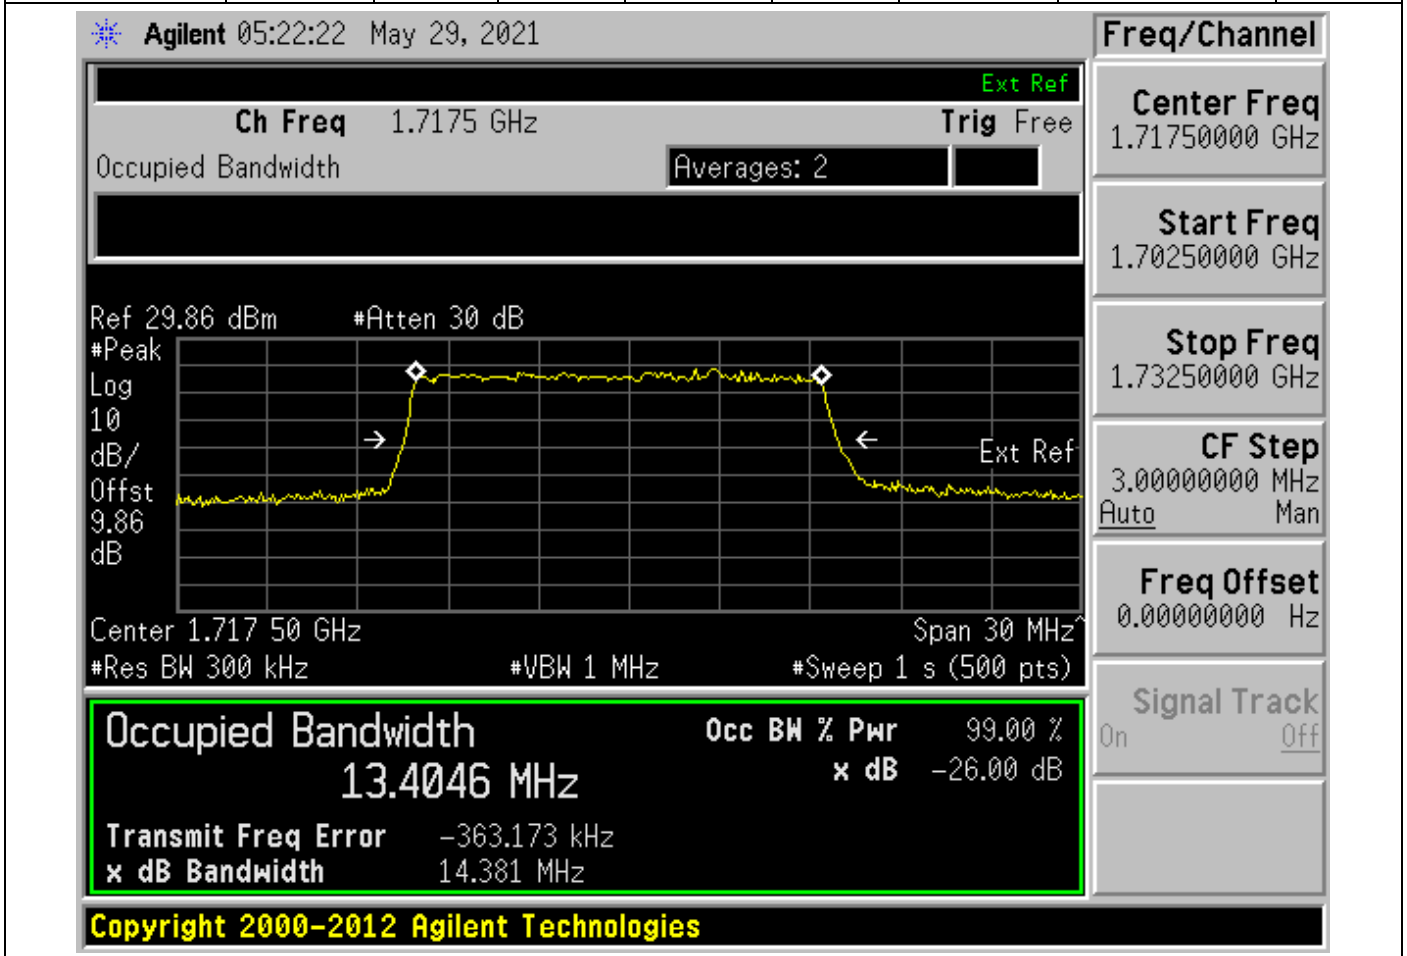 Agilent 05:22:22 May 29, 2021
Freq/Channel
Ext Ref
Ch Freq 1.7175 GHz Trig Free
Occupied Bandwidth Averages: 2
Center Freq
1.71750000 GHz
Start Freq
1.70250000 GHz
Stop Freq
1.73250000 GHz
CF Step
3.00000000 MHz
Auto Man
Freq Offset
0.00000000 Hz
Signal Track
On Off
Ref 29.86 dBm #Atten 30 dB
#Peak
Log
10
dB/
Offst
9.86
dB
Ext Ref
Center 1.717 50 GHz Span 30 MHz^
#Res BW 300 kHz #VBW 1 MHz #Sweep 1 s (500 pts)
Occupied Bandwidth Occ BW % Pwr 99.00 %
13.4046 MHz x dB -26.00 dB
Transmit Freq Error -363.173 kHz
x dB Bandwidth 14.381 MHz
Copyright 2000-2012 Agilent Technologies